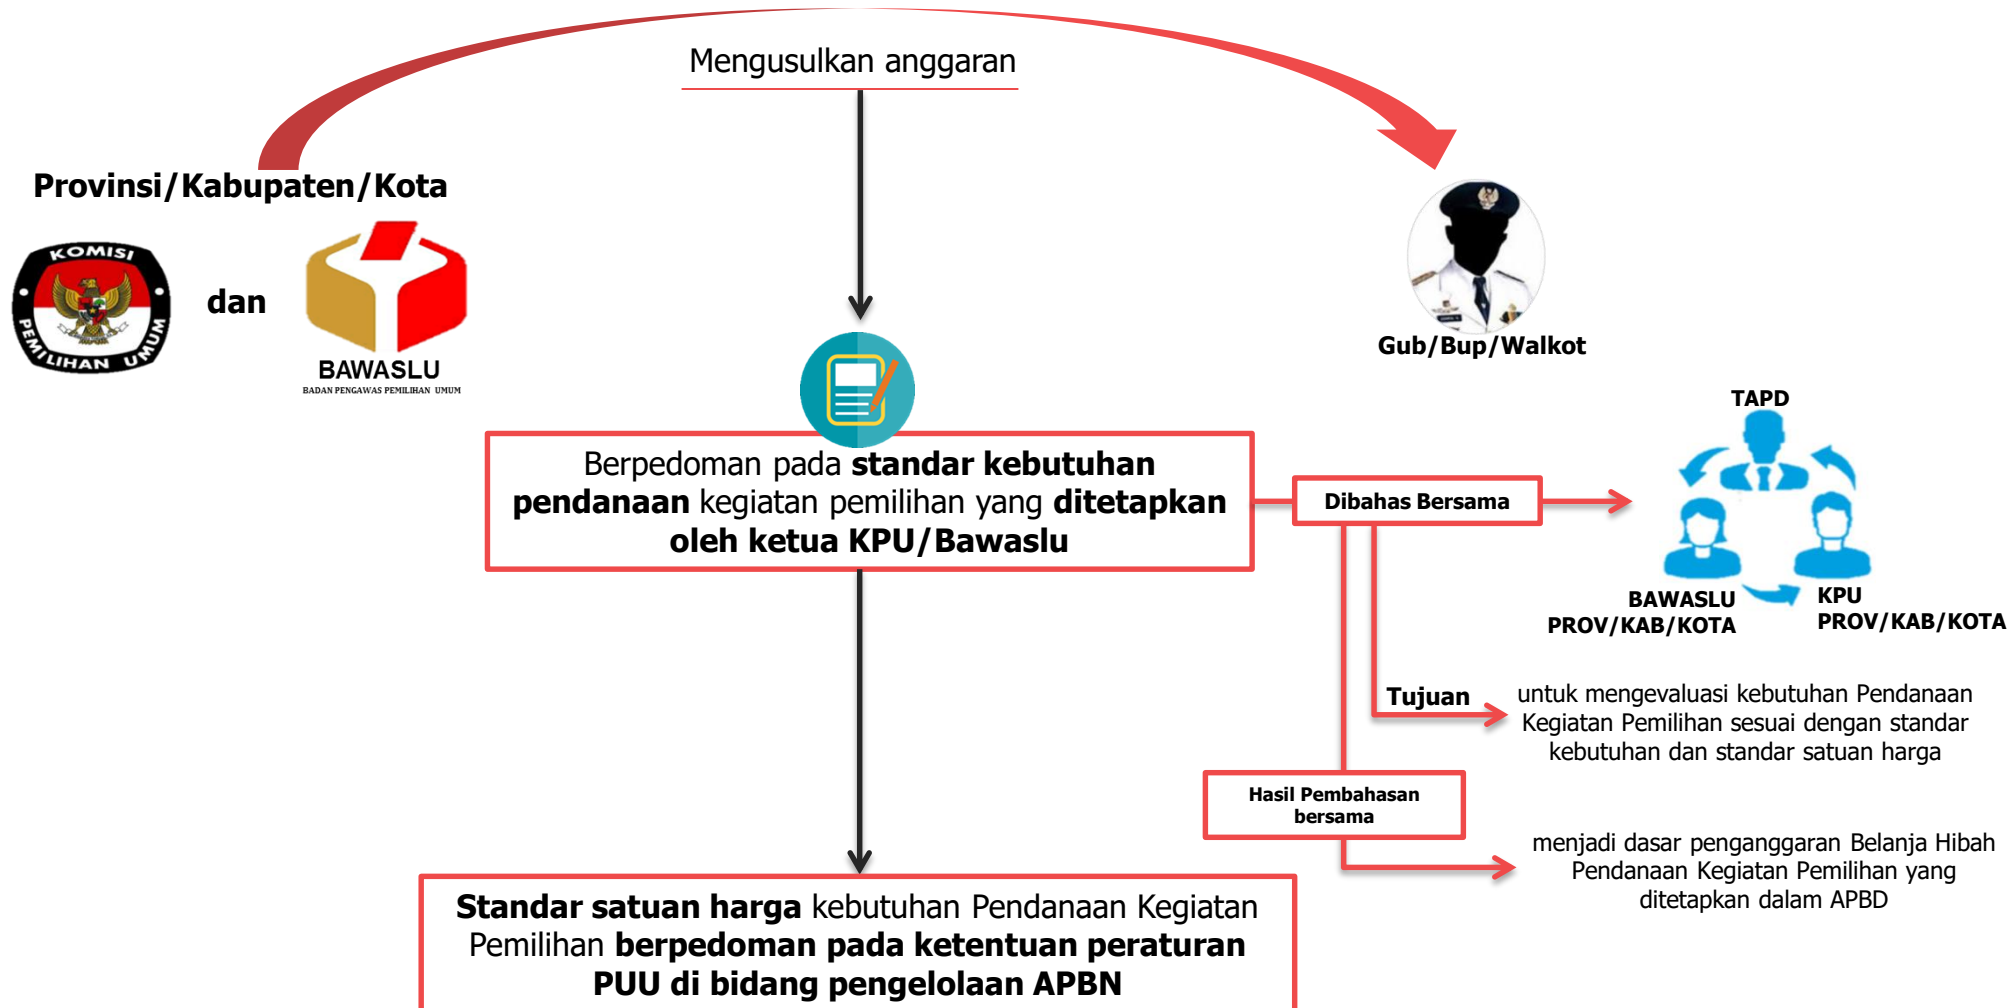 Mengusulkan anggaran
Provinsi/Kabupaten/Kota
KOMISI
PEMILIHAN UMUM
dan
BAWASLU
BADAN PENGAWAS PEMILIHAN UMUM
Gub/Bup/Walkot
Berpedoman pada standar kebutuhan
pendanaan kegiatan pemilihan yang ditetapkan
oleh ketua KPU/Bawaslu
Dibahas Bersama
TAPD
BAWASLU
PROV/KAB/KOTA
KPU
PROV/KAB/KOTA
Tujuan
untuk mengevaluasi kebutuhan Pendanaan
Kegiatan Pemilihan sesuai dengan standar
kebutuhan dan standar satuan harga
Hasil Pembahasan
bersama
menjadi dasar penganggaran Belanja Hibah
Pendanaan Kegiatan Pemilihan yang
ditetapkan dalam APBD
Standar satuan harga kebutuhan Pendanaan Kegiatan
Pemilihan berpedoman pada ketentuan peraturan
PUU di bidang pengelolaan APBN